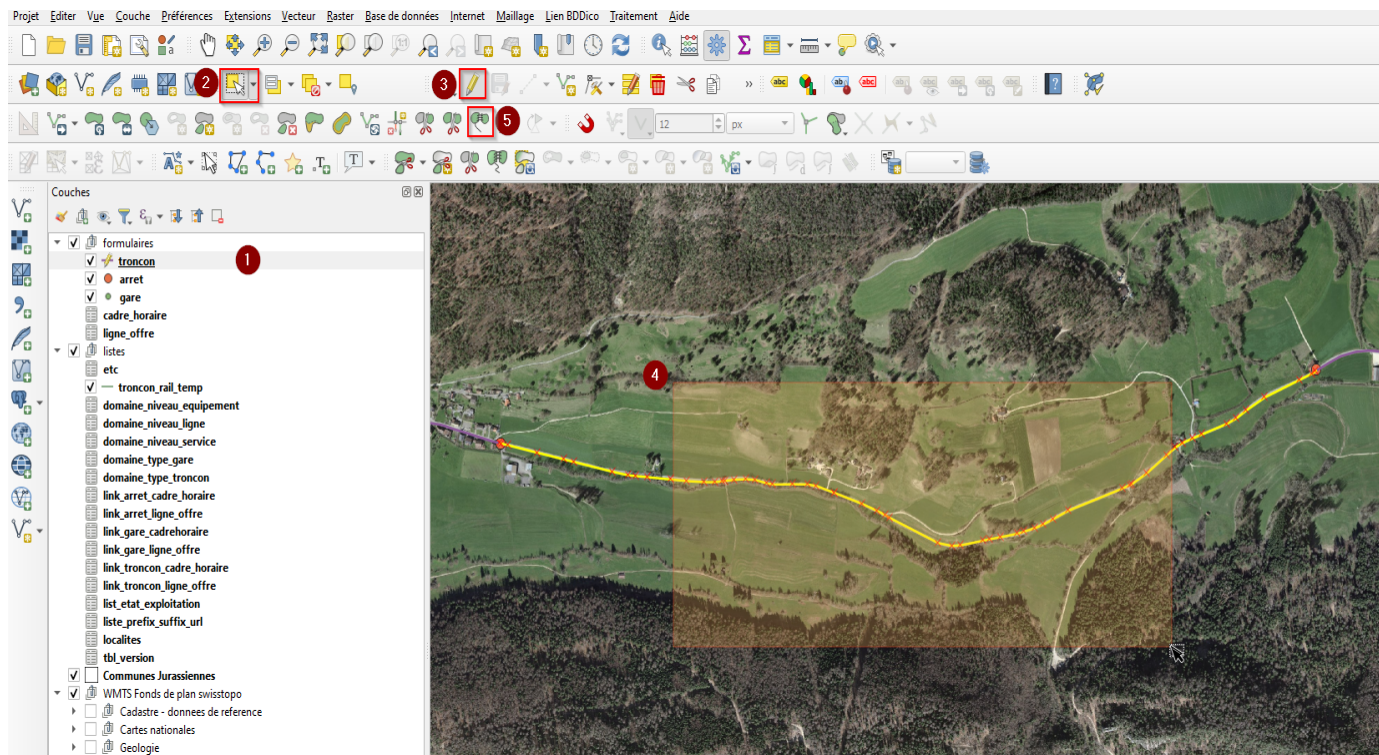 Projet Editer Vue Couche Préférences Extensions Vecteur Raster Base de données Internet Maillage Lien BDDico Traitement Aide
2
3
abc
5
12
px
Couches
formulaires
1
troncon
arret
gare
cadre_horaire
ligne_offre
listes
etc
4
troncon_rail_temp
domaine_niveau_equipement
domaine_niveau_ligne
domaine_niveau_service
domaine_type_gare
domaine_type_troncon
link_arret_cadre_horaire
link_arret_ligne_offre
link_gare_cadrehoraire
link_gare_ligne_offre
link_troncon_cadre_horaire
link_troncon_ligne_offre
list_etat_exploitation
liste_prefix_suffix_url
localites
tbl_version
Communes Jurassiennes
WMTS Fonds de plan swisstopo
Cadastre - donnees de reference
Cartes nationales
Geologie